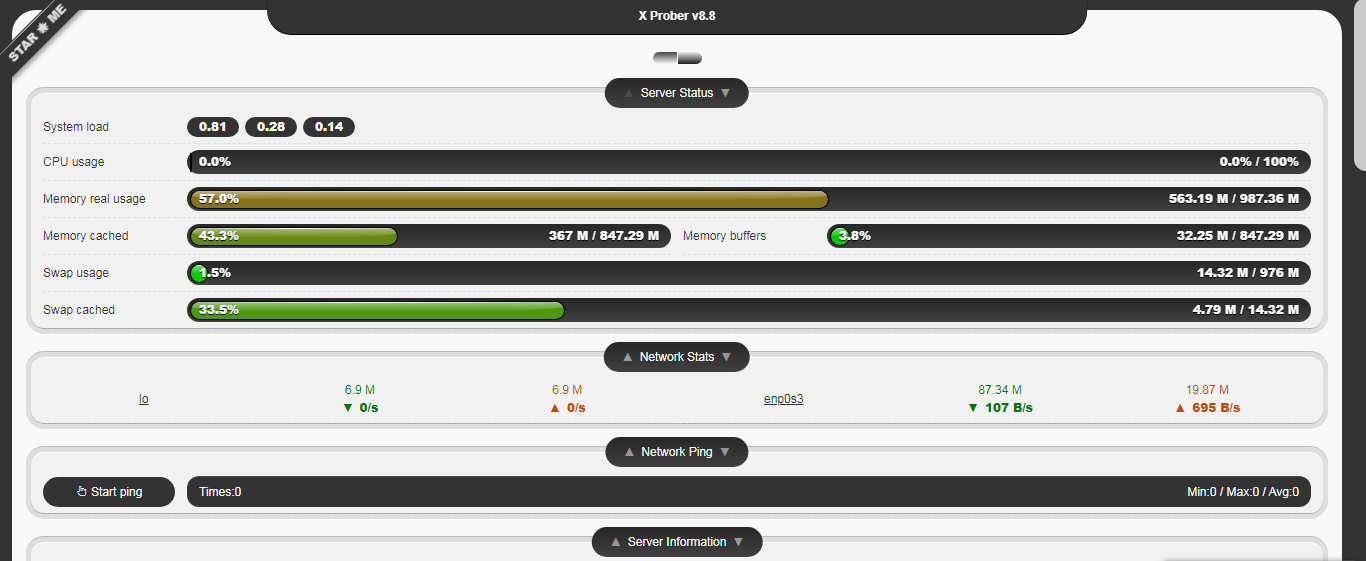 STAR ME
X Prober v8.8
▲ Server Status ▼
System load 0.81 0.28 0.14
CPU usage 0.0% 0.0% / 100%
Memory real usage 57.0% 563.19 M / 987.36 M
Memory cached 43.3% 367 M / 847.29 M Memory buffers 3.8% 32.25 M / 847.29 M
Swap usage 1.5% 14.32 M / 976 M
Swap cached 33.5% 4.79 M / 14.32 M
▲ Network Stats ▼
6.9 M 6.9 M 87.34 M 19.87 M
lo ▼ 0/s ▲ 0/s enp0s3 ▼ 107 B/s ▲ 695 B/s
▲ Network Ping ▼
Start ping Times:0 Min:0 / Max:0 / Avg:0
▲ Server Information ▼